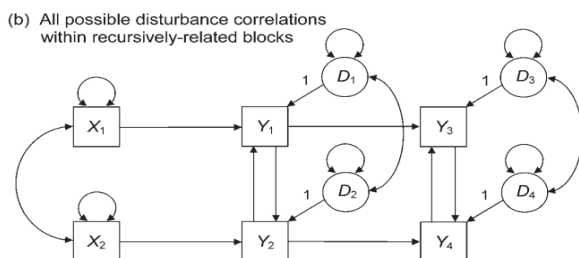 (b) All possible disturbance correlations
within recursively-related blocks
D₁ D₃
1 1
X₁ Y₁ Y₃
D₂ D₄
1 1
X₂ Y₂ Y₄